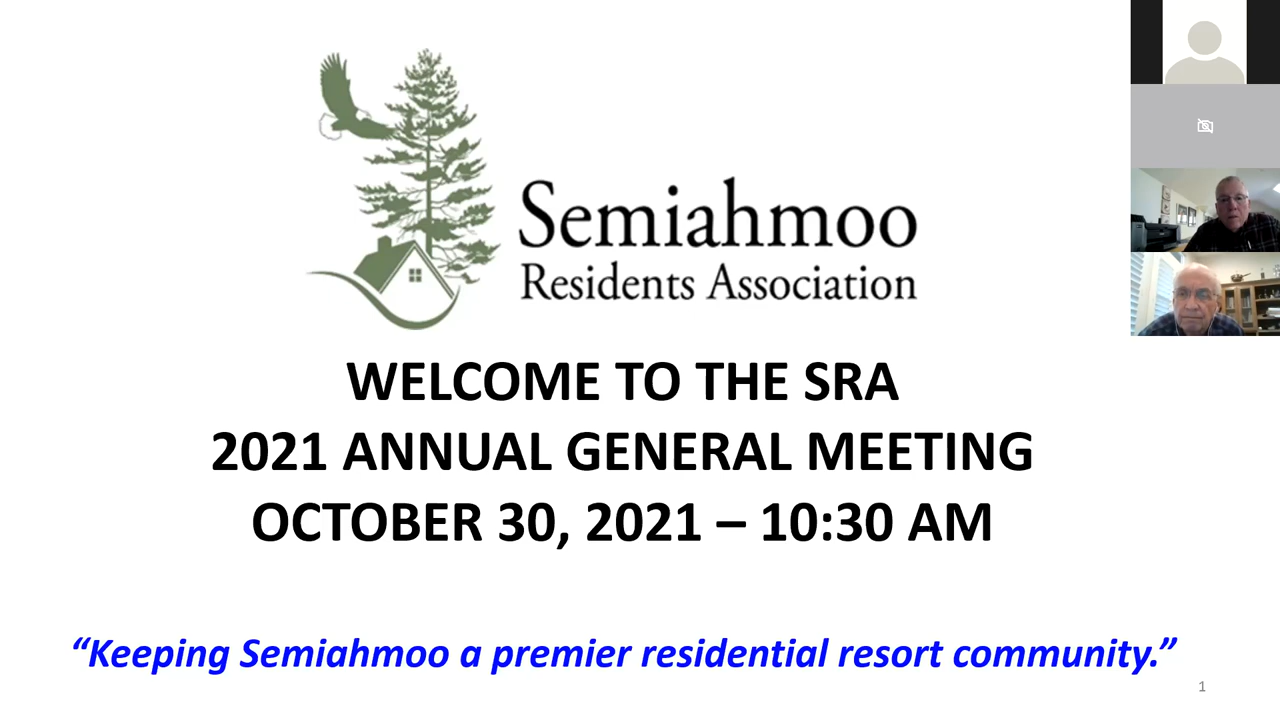 Semiahmoo
Residents Association
WELCOME TO THE SRA
2021 ANNUAL GENERAL MEETING
OCTOBER 30, 2021 – 10:30 AM
“Keeping Semiahmoo a premier residential resort community.”
1